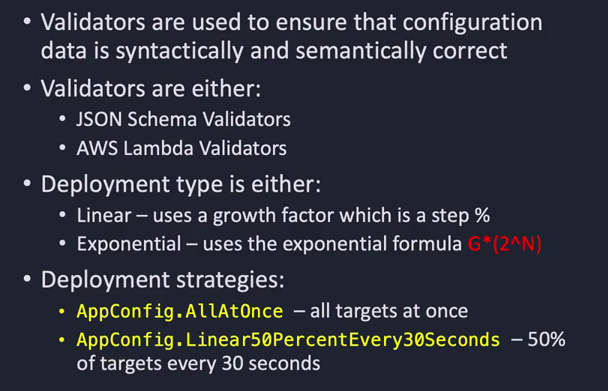 • Validators are used to ensure that configuration
data is syntactically and semantically correct
• Validators are either:
• JSON Schema Validators
• AWS Lambda Validators
• Deployment type is either:
• Linear – uses a growth factor which is a step %
• Exponential – uses the exponential formula G*(2^N)
• Deployment strategies:
• AppConfig.AllAtOnce – all targets at once
• AppConfig.Linear50PercentEvery30Seconds – 50%
of targets every 30 seconds